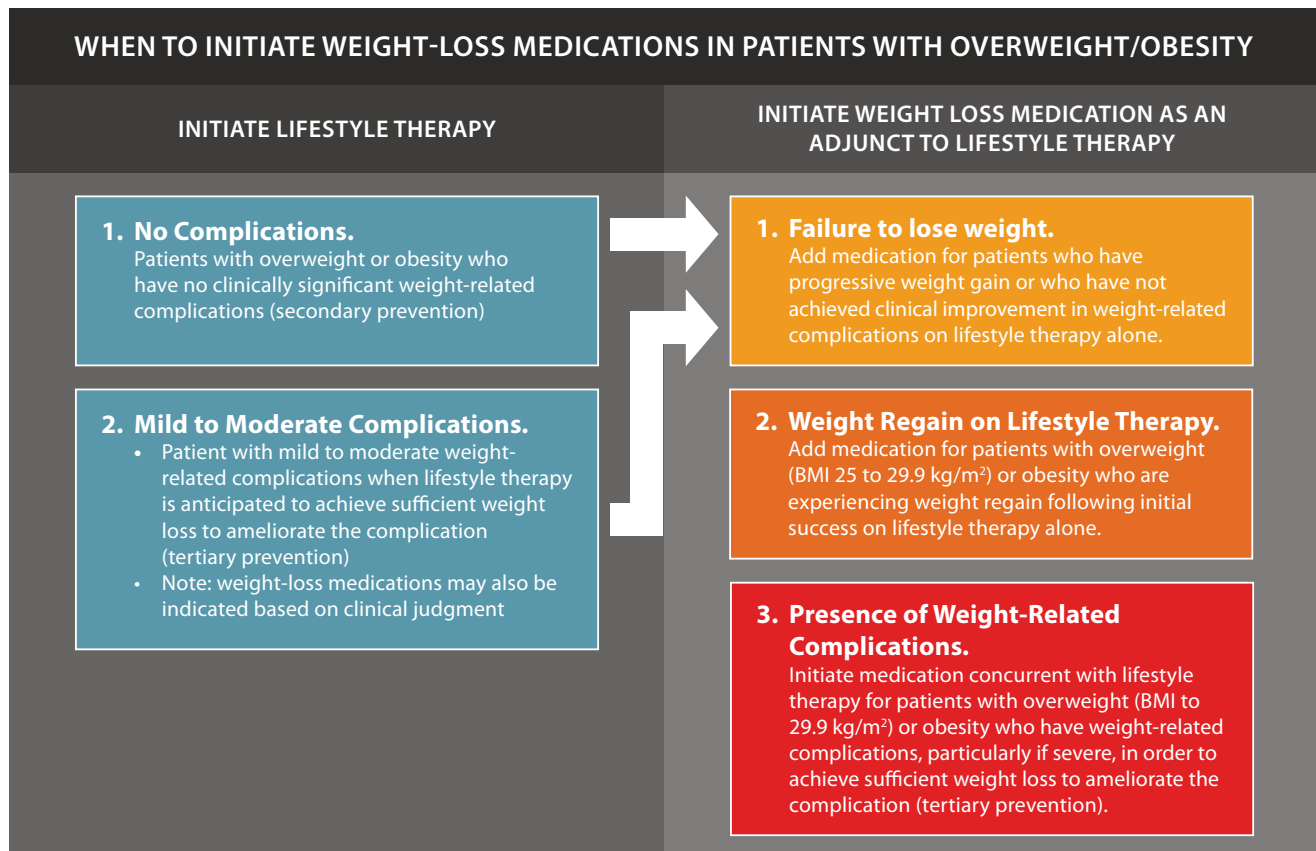 WHEN TO INITIATE WEIGHT-LOSS MEDICATIONS IN PATIENTS WITH OVERWEIGHT/OBESITY
INITIATE LIFESTYLE THERAPY
1. No Complications.
Patients with overweight or obesity who
have no clinically significant weight-related
complications (secondary prevention)
2. Mild to Moderate Complications.
• Patient with mild to moderate weight-
related complications when lifestyle therapy
is anticipated to achieve sufficient weight
loss to ameliorate the complication
(tertiary prevention)
• Note: weight-loss medications may also be
indicated based on clinical judgment
INITIATE WEIGHT LOSS MEDICATION AS AN
ADJUNCT TO LIFESTYLE THERAPY
1. Failure to lose weight.
Add medication for patients who have
progressive weight gain or who have not
achieved clinical improvement in weight-related
complications on lifestyle therapy alone.
2. Weight Regain on Lifestyle Therapy.
Add medication for patients with overweight
(BMI 25 to 29.9 kg/m²) or obesity who are
experiencing weight regain following initial
success on lifestyle therapy alone.
3. Presence of Weight-Related
Complications.
Initiate medication concurrent with lifestyle
therapy for patients with overweight (BMI to
29.9 kg/m²) or obesity who have weight-related
complications, particularly if severe, in order to
achieve sufficient weight loss to ameliorate the
complication (tertiary prevention).